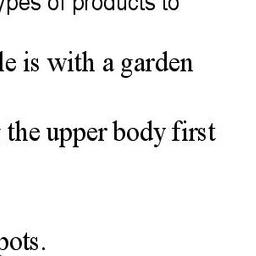 ypes of products to
le is with a garden
the upper body first
pots.